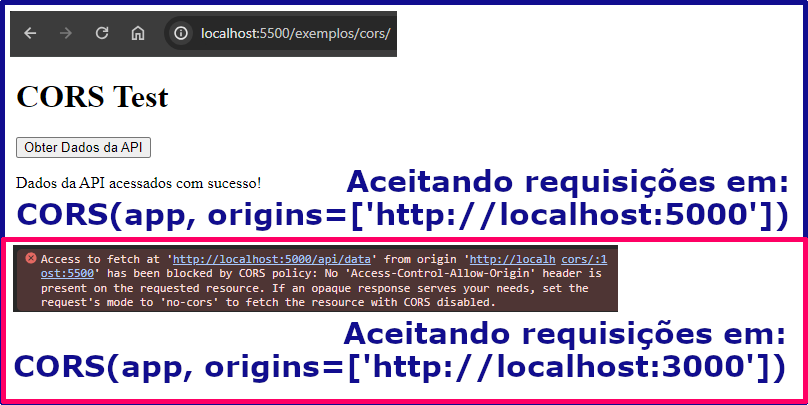 localhost:5500/exemplos/cors/
CORS Test
Obter Dados da API
Dados da API acessados com sucesso!
Aceitando requisições em:
CORS(app, origins=['http://localhost:5000'])
Access to fetch at 'http://localhost:5000/api/data' from origin 'http://localh cors/:1
ost:5500' has been blocked by CORS policy: No 'Access-Control-Allow-Origin' header is
present on the requested resource. If an opaque response serves your needs, set the
request's mode to 'no-cors' to fetch the resource with CORS disabled.
Aceitando requisições em:
CORS(app, origins=['http://localhost:3000'])